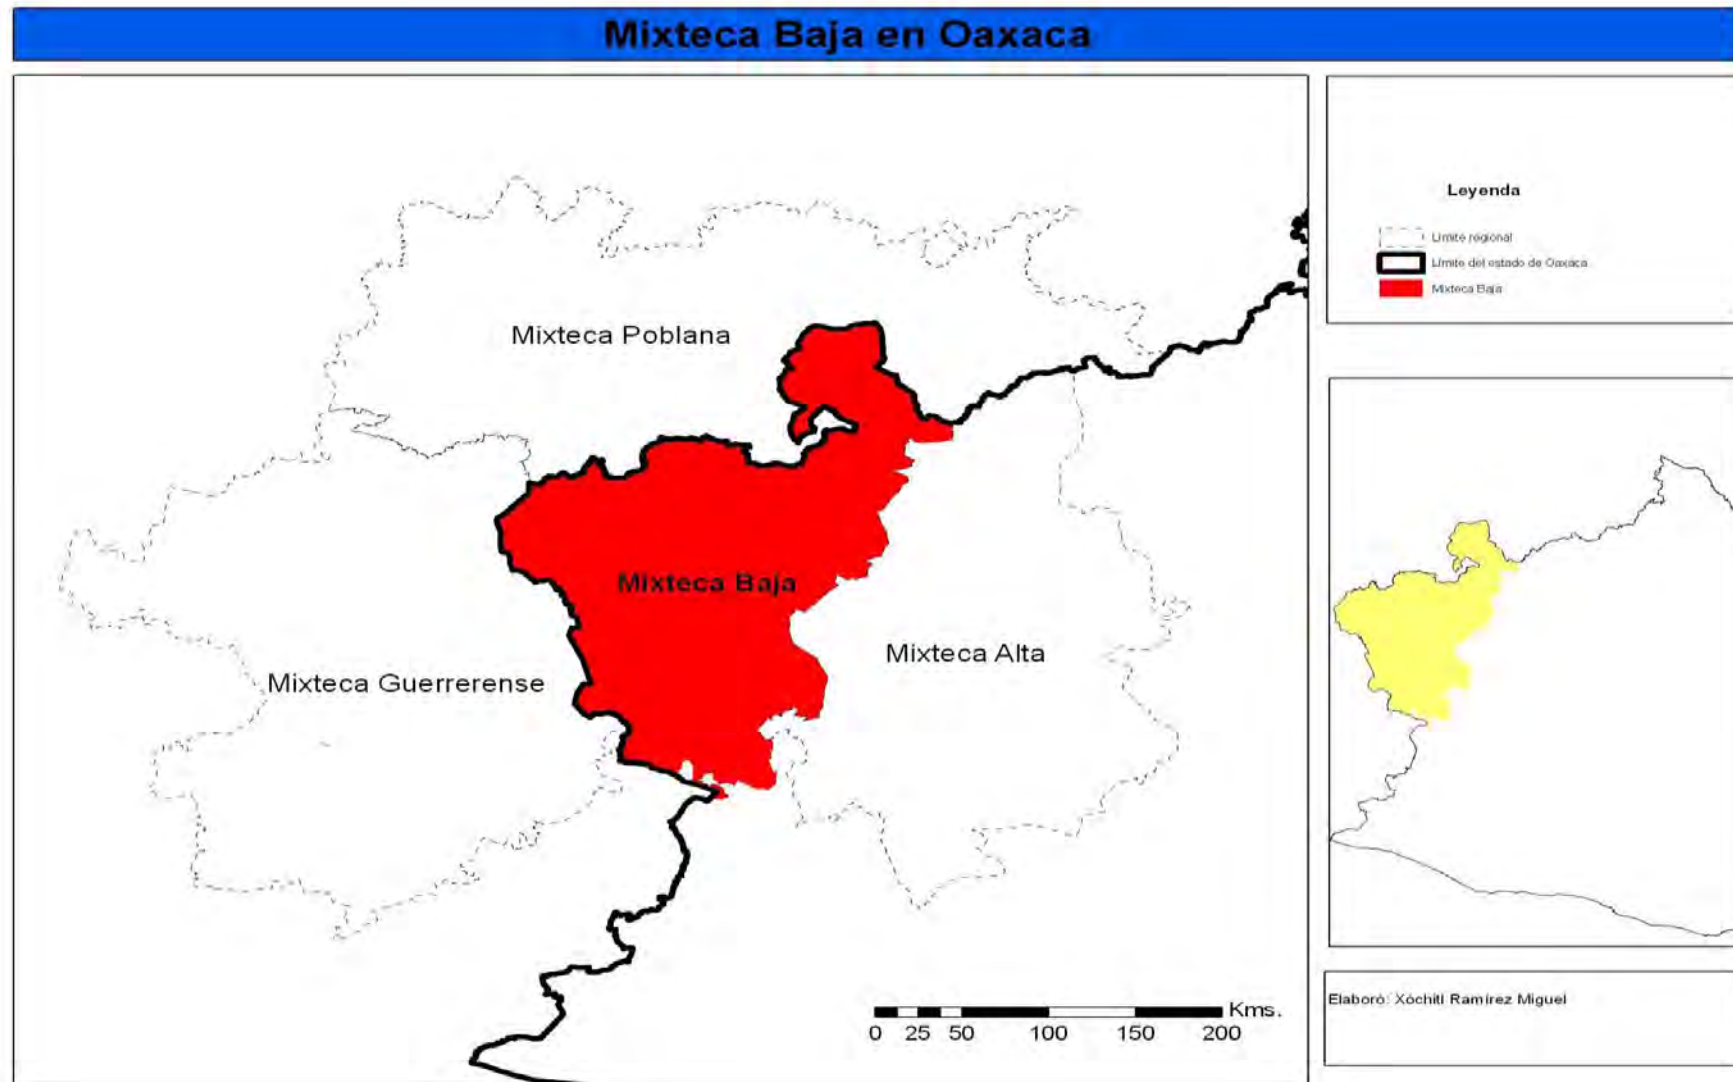 Mixteca Baja en Oaxaca
Leyenda
Límite regional
Límite del estado de Oaxaca
Mixteca Baja
Mixteca Poblana
Mixteca Baja
Mixteca Alta
Mixteca Guerrerense
Kms.
0 25 50 100 150 200
Elaboró: Xóchitl Ramírez Miguel